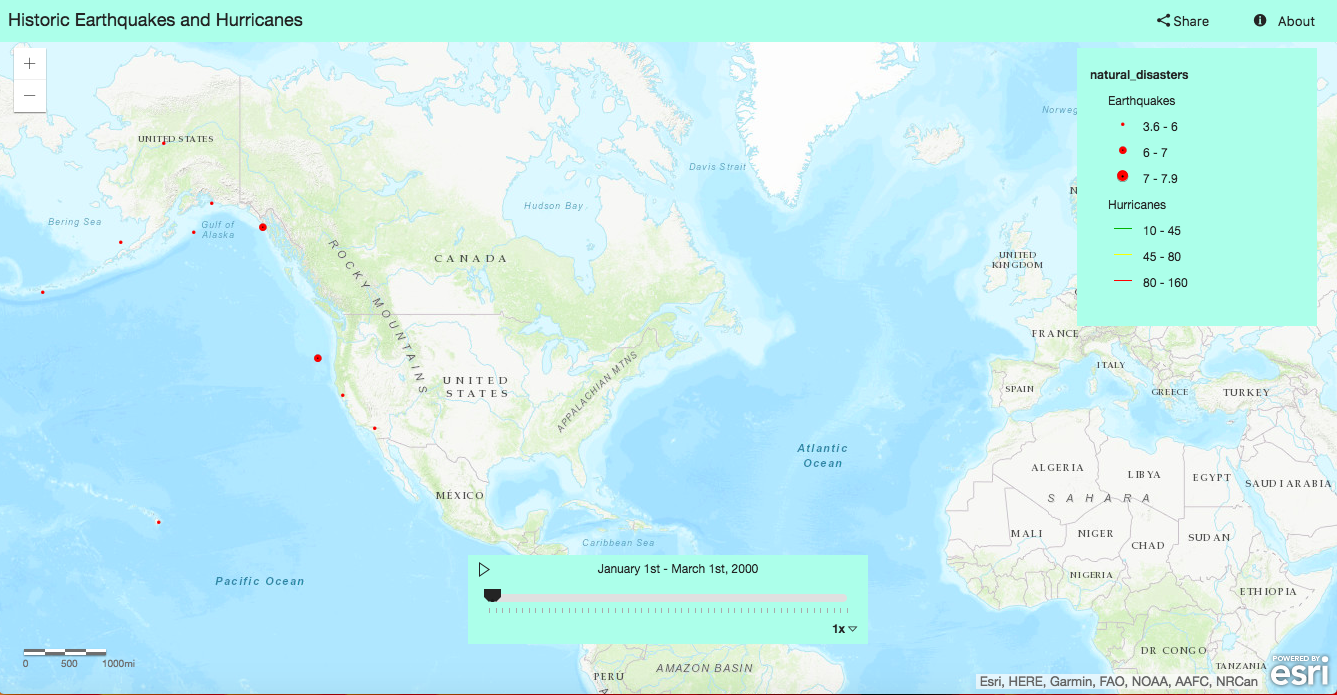 Historic Earthquakes and Hurricanes
Share
About
+
−
natural_disasters
Earthquakes
3.6 - 6
6 - 7
7 - 7.9
Hurricanes
10 - 45
45 - 80
80 - 160
UNITED STATES
Bering Sea
Gulf of
Alaska
Hudson Bay
Davis Strait
Norweg
N
CANADA
ROCKY MOUNTAINS
UNITED
KINGDOM
FRANCE
ITALY
SPAIN
GREECE
TURKEY
UNITED
STATES
APPALACHIAN MTNS
Atlantic
Ocean
ALGERIA
LIBYA
EGYPT
SAUDI ARABIA
SAHARA
MÉXICO
MALI
NIGER
CHAD
SUDAN
Caribbean Sea
NIGERIA
ETHIOPIA
Pacific Ocean
January 1st - March 1st, 2000
1x
DR CONGO
TANZANIA
AMAZON BASIN
PERU
A
0 500 1000mi
Esri, HERE, Garmin, FAO, NOAA, AAFC, NRCan
POWERED BY
esri